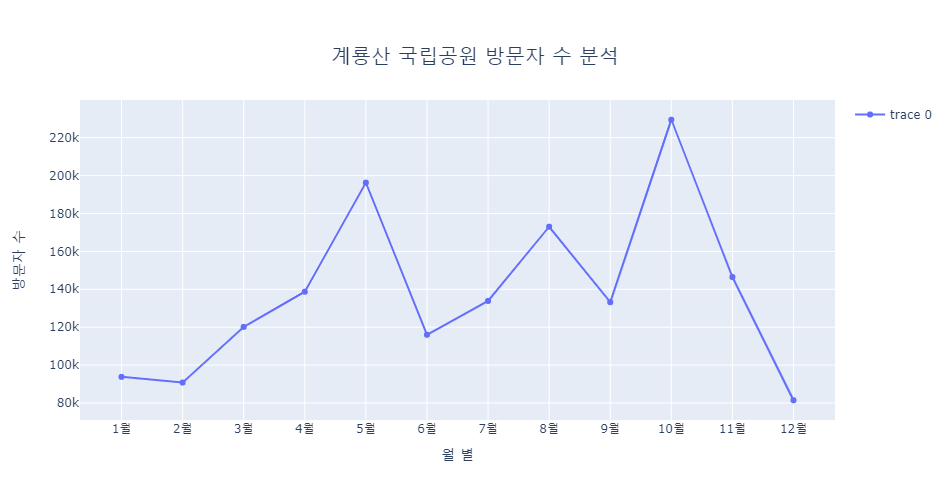 계룡산 국립공원 방문자 수 분석
trace 0
220k
200k
180k
160k
140k
120k
100k
80k
방문자 수
1월 2월 3월 4월 5월 6월 7월 8월 9월 10월 11월 12월
월 별